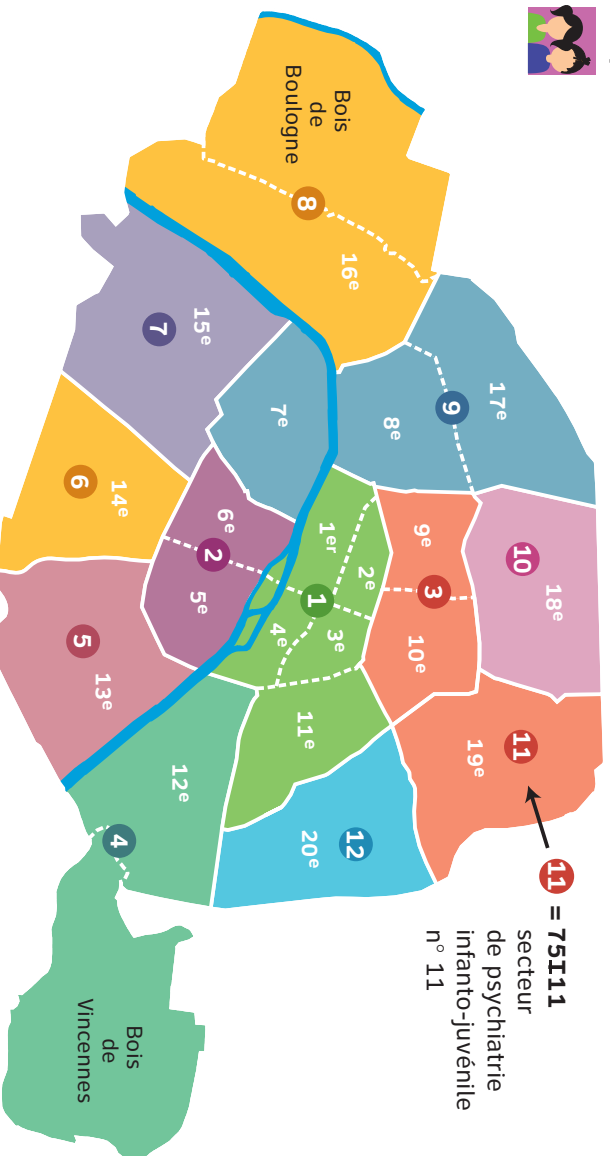 11 = 75I11
secteur
de psychiatrie
infanto-juvénile
n° 11
Bois
de
Boulogne
8
16e
17e
9
8e
7e
15e
7
14e
6
18e
10
9e
3
10e
2e
1er
1
3e
4e
11e
6e
2
5e
5
13e
11
19e
12
20e
12e
4
Bois
de
Vincennes